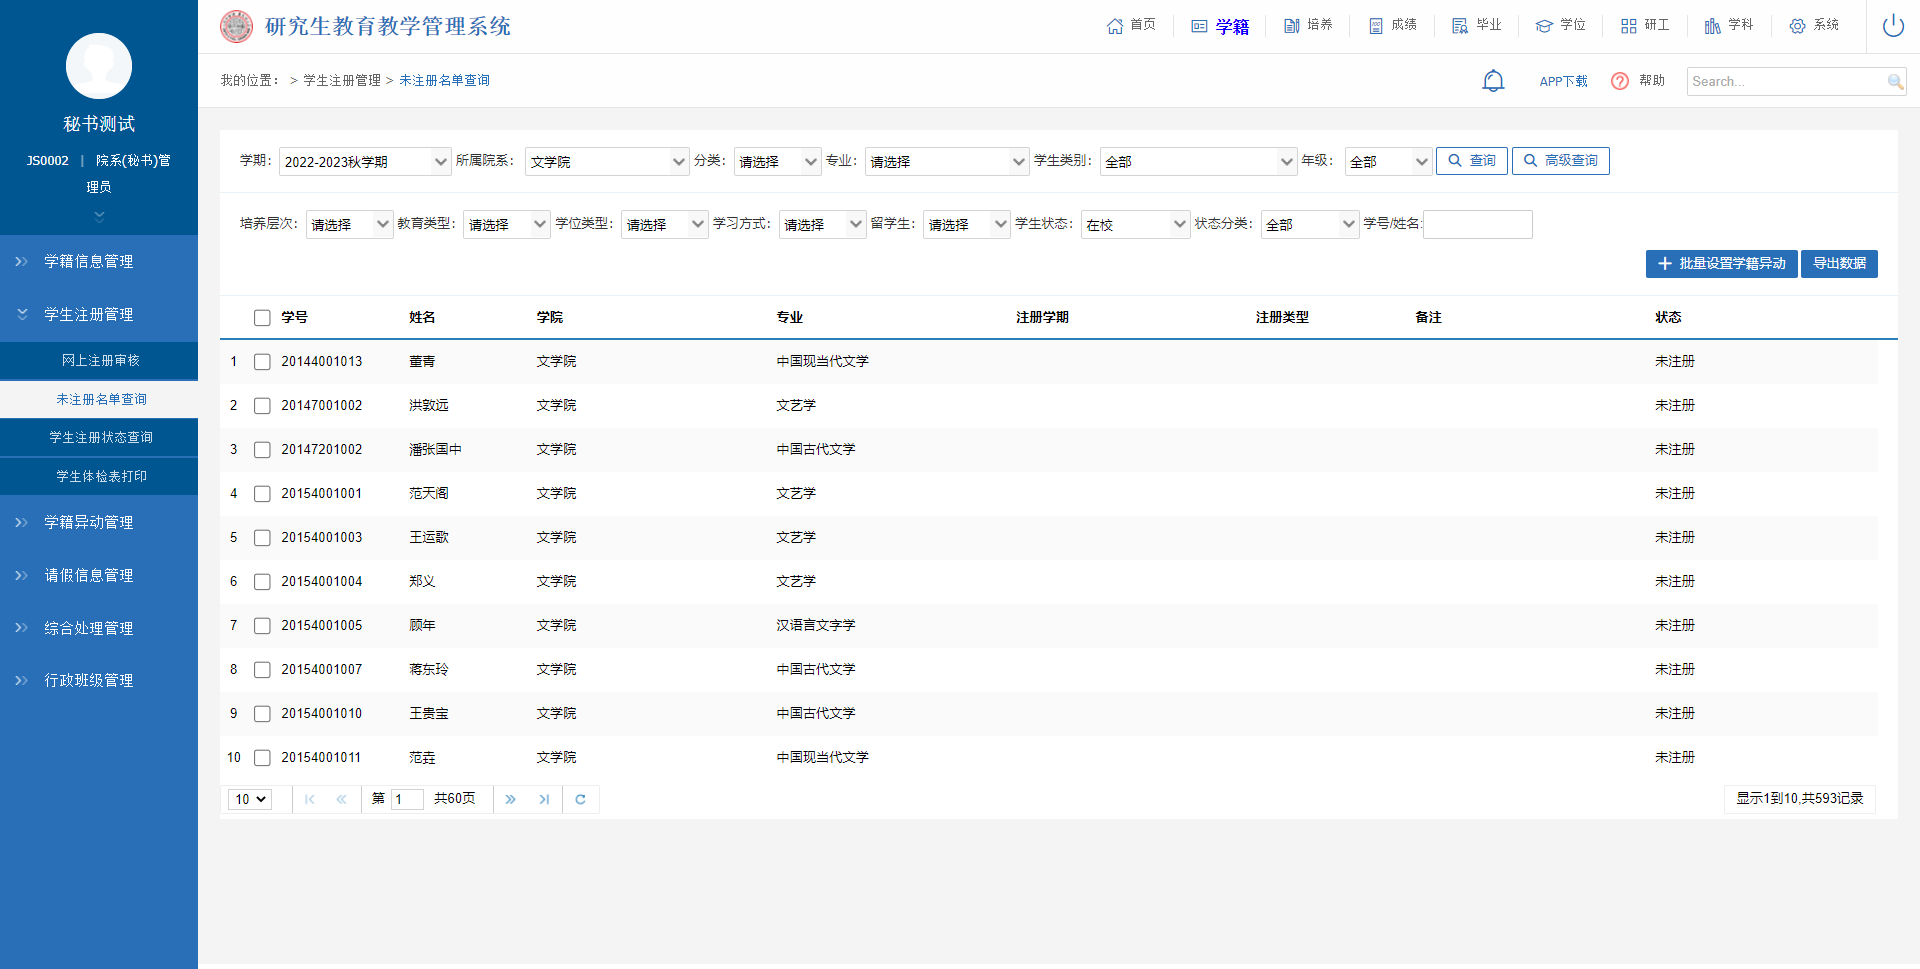 研究生教育教学管理系统
首页 学籍 培养 成绩 毕业 学位 研工 学科 系统
秘书测试
JS0002 | 院系(秘书)管理员
我的位置： > 学生注册管理 > 未注册名单查询
APP下载 帮助 Search...
学籍信息管理
学生注册管理
网上注册审核
未注册名单查询
学生注册状态查询
学生体检表打印
学籍异动管理
请假信息管理
综合处理管理
行政班级管理
学期： 2022-2023秋学期 所属院系： 文学院 分类： 请选择 专业： 请选择 学生类别： 全部 年级： 全部 查询 高级查询
培养层次： 请选择 教育类型： 请选择 学位类型： 请选择 学习方式： 请选择 留学生： 请选择 学生状态： 在校 状态分类： 全部 学号/姓名:
批量设置学籍异动 导出数据
学号 姓名 学院 专业 注册学期 注册类型 备注 状态
1 20144001013 董青 文学院 中国现当代文学 未注册
2 20147001002 洪敦远 文学院 文艺学 未注册
3 20147201002 潘张国中 文学院 中国古代文学 未注册
4 20154001001 范天阁 文学院 文艺学 未注册
5 20154001003 王运歌 文学院 文艺学 未注册
6 20154001004 郑义 文学院 文艺学 未注册
7 20154001005 顾年 文学院 汉语言文字学 未注册
8 20154001007 蒋东玲 文学院 中国古代文学 未注册
9 20154001010 王贵宝 文学院 中国古代文学 未注册
10 20154001011 范垚 文学院 中国现当代文学 未注册
10 第 1 共60页 显示1到10,共593记录